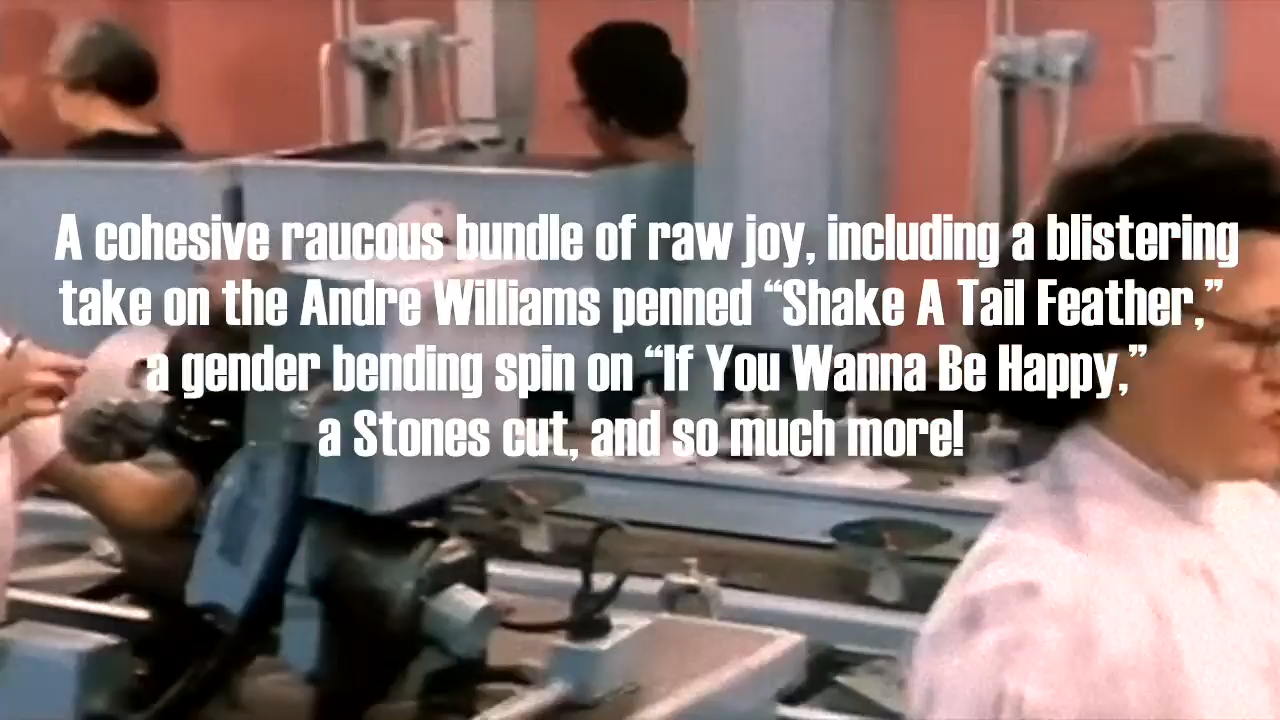 A cohesive raucous bundle of raw joy, including a blistering
take on the Andre Williams penned “Shake A Tail Feather,”
a gender bending spin on “If You Wanna Be Happy,”
a Stones cut, and so much more!